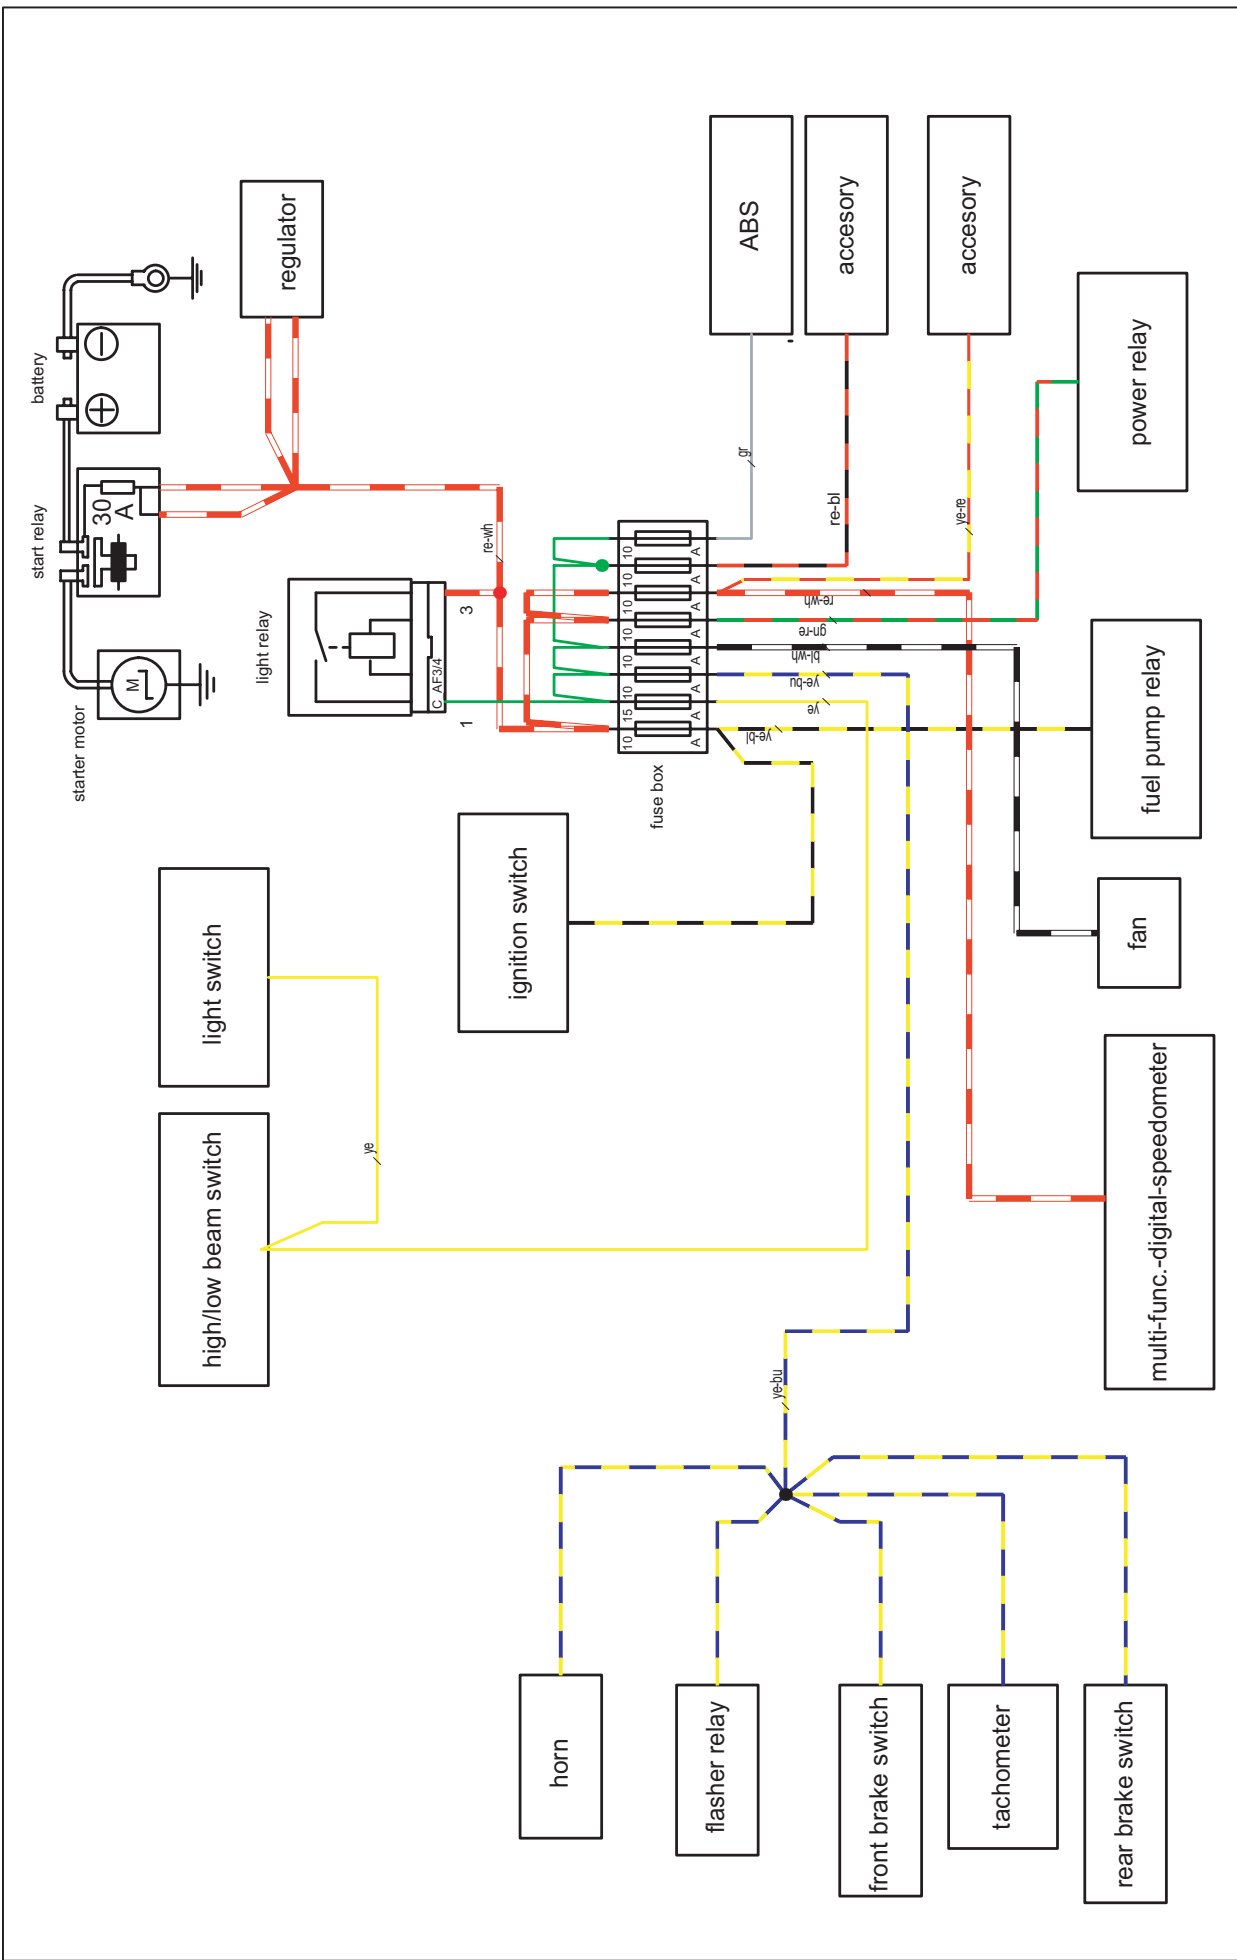 starter motor
start relay
battery
M
30
A
regulator
light relay
C AF3/4
1
3
re-wh
light switch
high/low beam switch
ye
ignition switch
fuse box
10
15
10
10
10
10
10
10
A
A
A
A
A
A
A
A
ye-bl
ye
ye-bu
bl-wh
gn-re
re-wh
re-bl
gr
ye-re
ABS
accesory
accesory
power relay
fuel pump relay
fan
multi-func.-digital-speedometer
ye-bu
horn
flasher relay
front brake switch
tachometer
rear brake switch